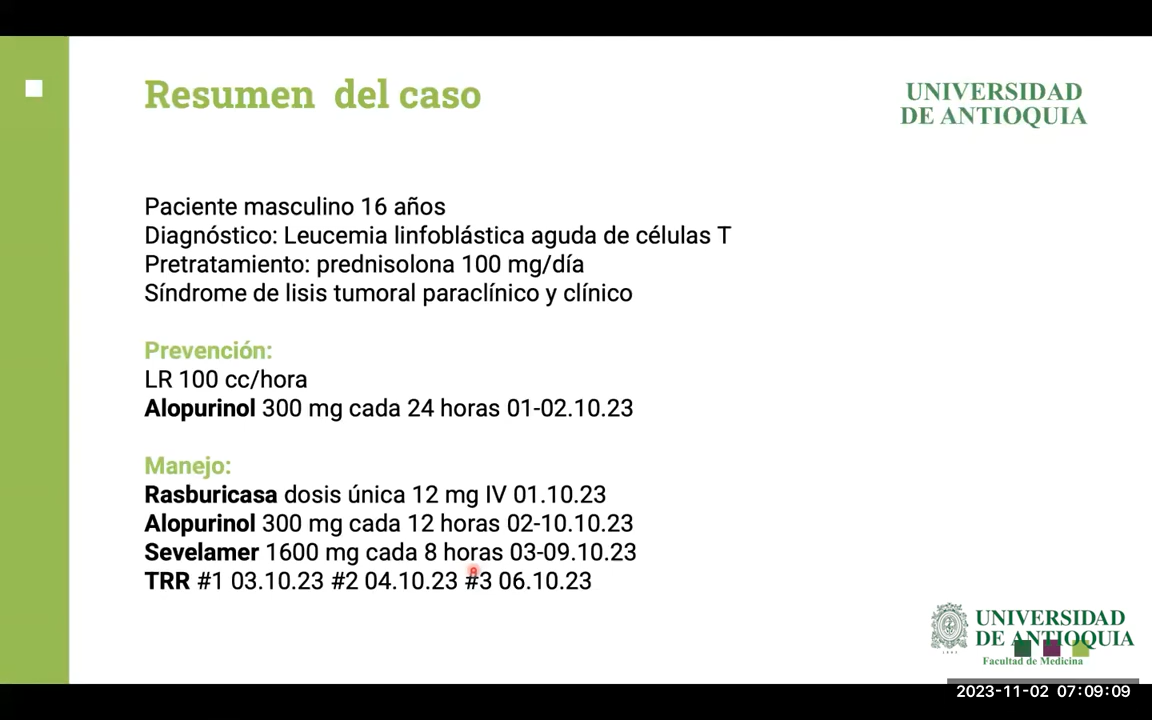 Resumen del caso
UNIVERSIDAD
DE ANTIOQUIA
Paciente masculino 16 años
Diagnóstico: Leucemia linfoblástica aguda de células T
Pretratamiento: prednisolona 100 mg/día
Síndrome de lisis tumoral paraclínico y clínico
Prevención:
LR 100 cc/hora
Alopurinol 300 mg cada 24 horas 01-02.10.23
Manejo:
Rasburicasa dosis única 12 mg IV 01.10.23
Alopurinol 300 mg cada 12 horas 02-10.10.23
Sevelamer 1600 mg cada 8 horas 03-09.10.23
TRR #1 03.10.23 #2 04.10.23 #3 06.10.23
UNIVERSIDAD
DE ANTIOQUIA
Facultad de Medicina
2023-11-02 07:09:09